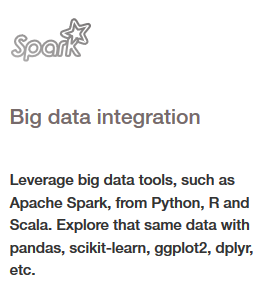 Spark
Big data integration
Leverage big data tools, such as
Apache Spark, from Python, R and
Scala. Explore that same data with
pandas, scikit-learn, ggplot2, dplyr,
etc.